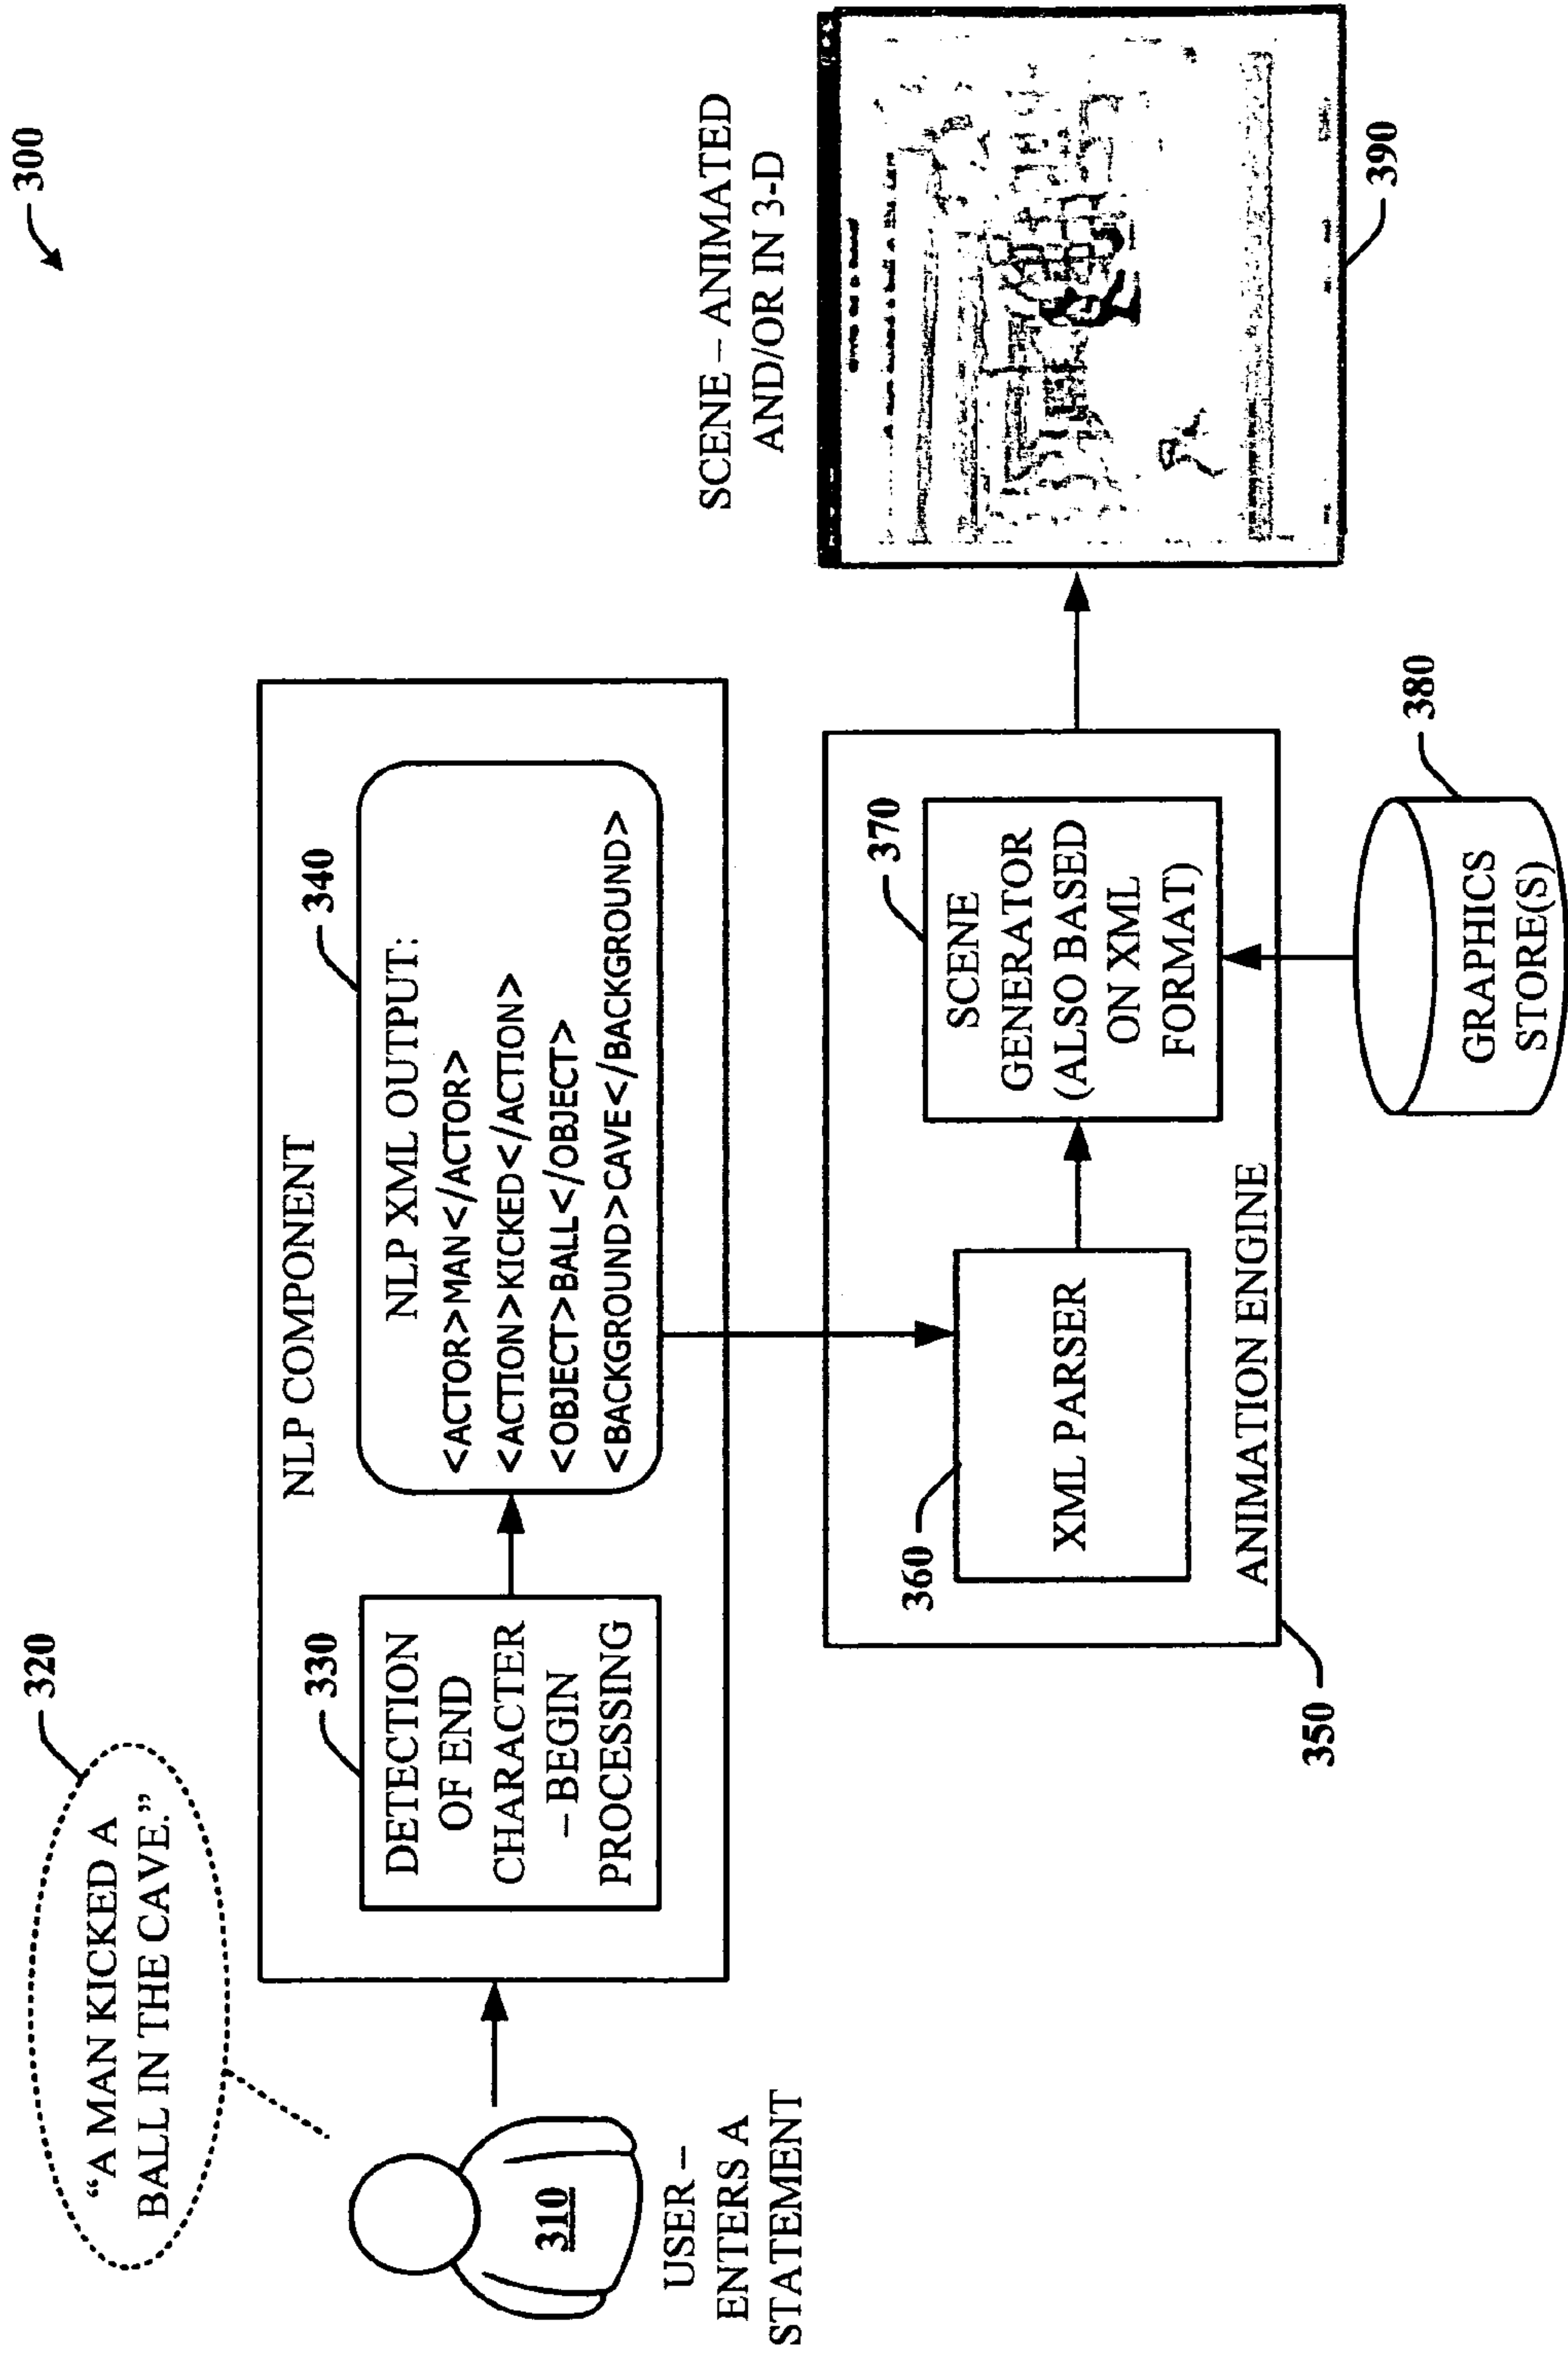 300
320
“A MAN KICKED A
BALL IN THE CAVE.”
310
USER –
ENTERS A
STATEMENT
NLP COMPONENT
330
DETECTION
OF END
CHARACTER
– BEGIN
PROCESSING
340
NLP XML OUTPUT:
<ACTOR>MAN</ACTOR>
<ACTION>KICKED</ACTION>
<OBJECT>BALL</OBJECT>
<BACKGROUND>CAVE</BACKGROUND>
350
360
XML PARSER
370
SCENE
GENERATOR
(ALSO BASED
ON XML
FORMAT)
ANIMATION ENGINE
380
GRAPHICS
STORE(S)
SCENE – ANIMATED
AND/OR IN 3-D
390